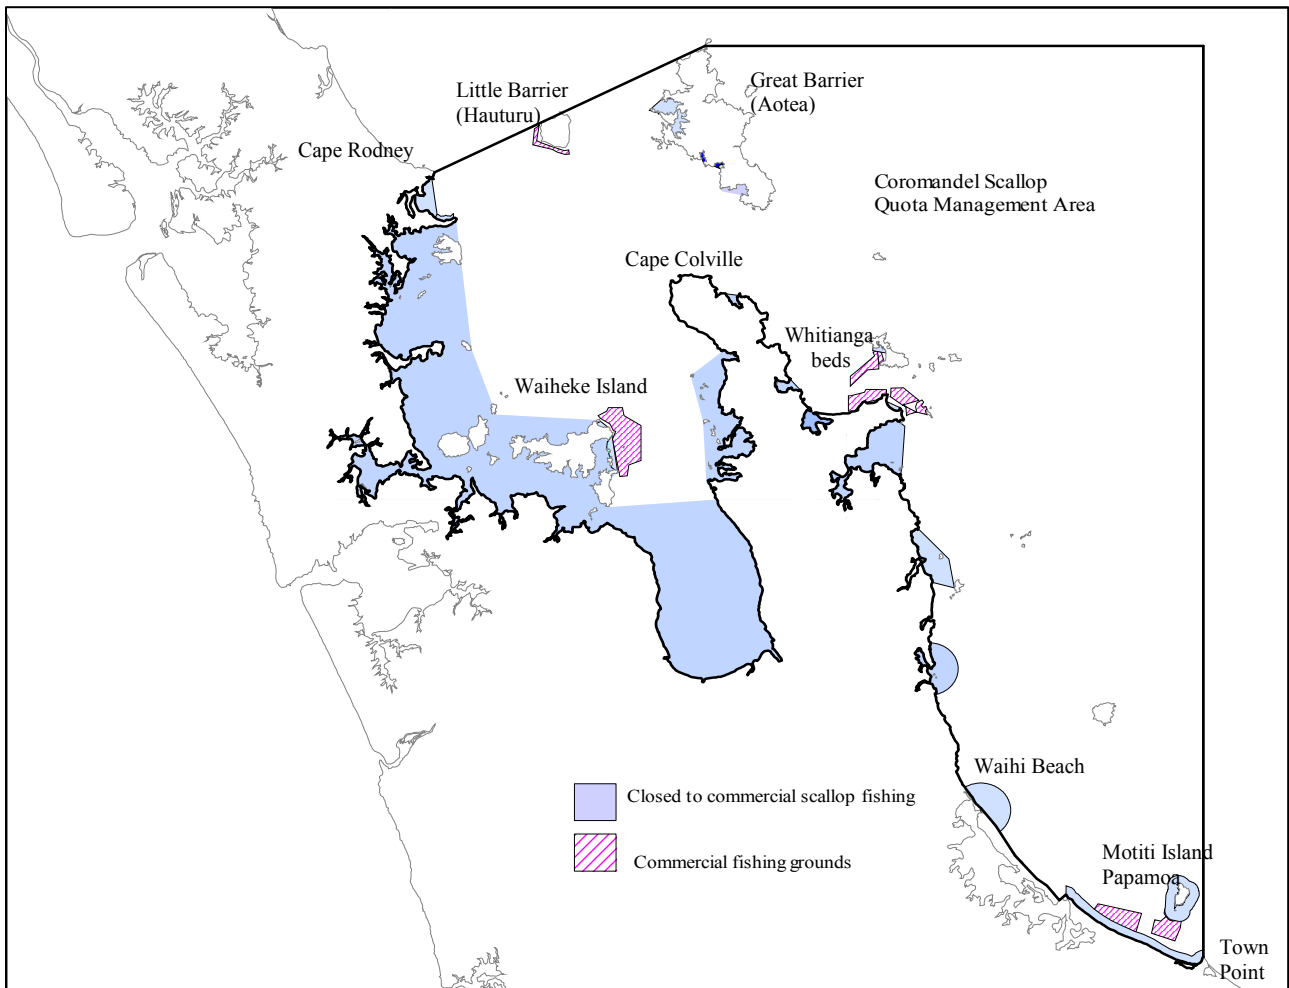 Little Barrier
(Hauturu)
Great Barrier
(Aotea)
Cape Rodney
Coromandel Scallop
Quota Management Area
Cape Colville
Whitianga
beds
Waiheke Island
Waihi Beach
Closed to commercial scallop fishing
Commercial fishing grounds
Motiti Island
Papamoa
Town
Point